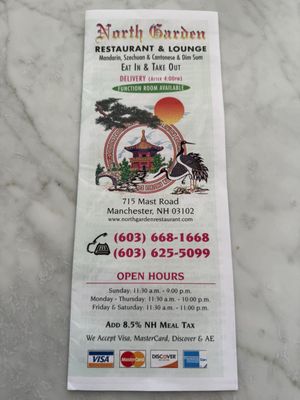 North Garden
RESTAURANT & LOUNGE
Mandarin, Szechuan & Cantonese & Dim Sum
EAT IN & TAKE OUT
DELIVERY (AFTER 4:00PM)
FUNCTION ROOM AVAILABLE
715 Mast Road
Manchester, NH 03102
www.northgardenrestaurant.com
(603) 668-1668
(603) 625-5099
OPEN HOURS
Sunday: 11:30 a.m. - 9:00 p.m.
Monday - Thursday: 11:30 a.m. - 10:00 p.m.
Friday & Saturday: 11:30 a.m. - 11:00 p.m.
ADD 8.5% NH MEAL TAX
We Accept Visa, MasterCard, Discover & AE
VISA MasterCard DISCOVER